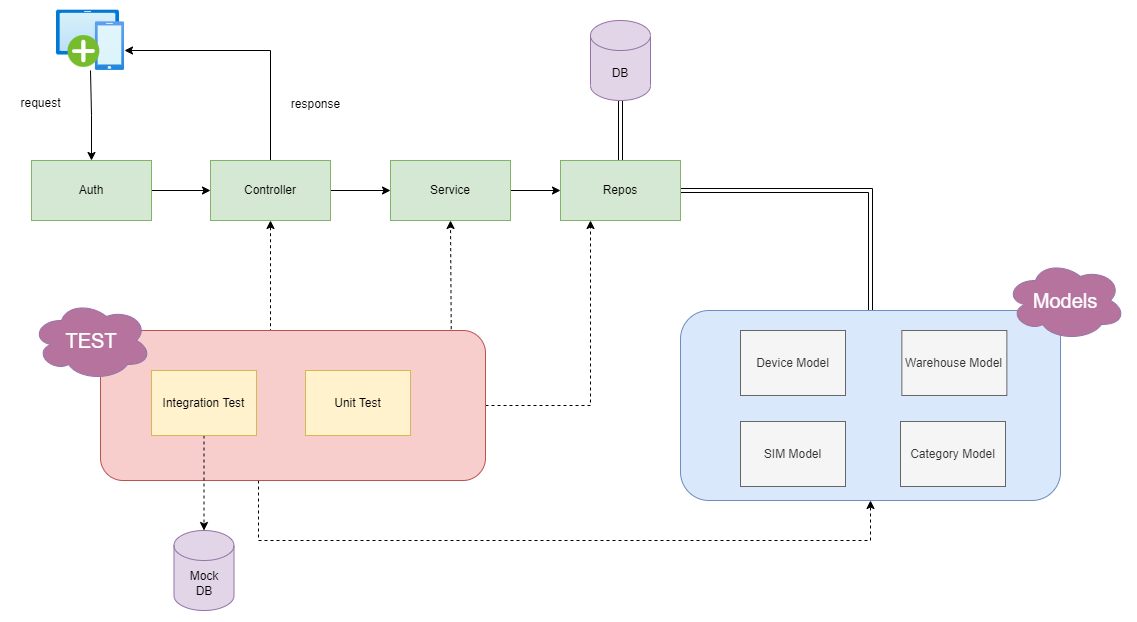 DB
request
response
Auth
Controller
Service
Repos
Models
TEST
Device Model
Warehouse Model
Integration Test
Unit Test
SIM Model
Category Model
Mock
DB